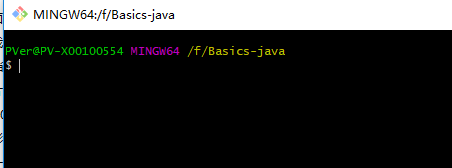 MINGW64:/f/Basics-java
PVer@PV-X00100554 MINGW64 /f/Basics-java
$